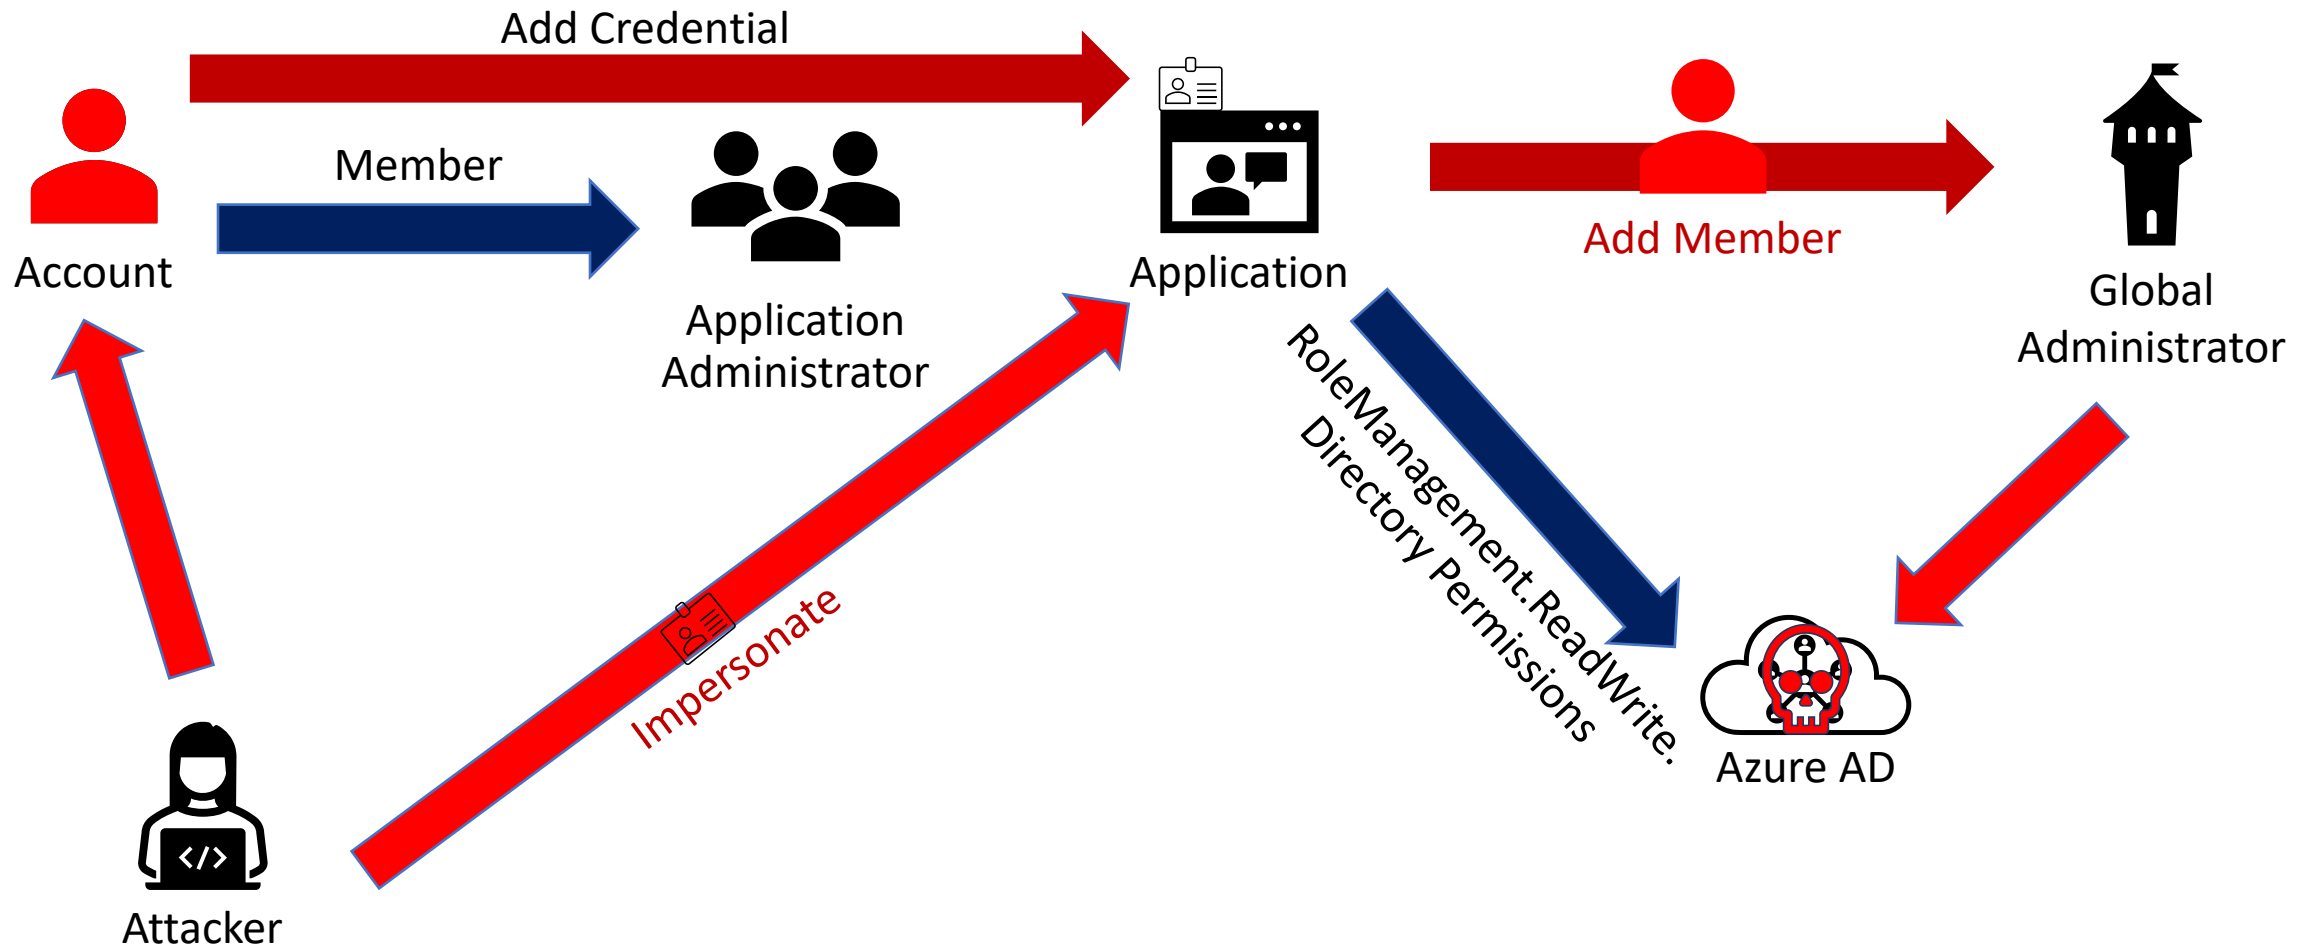 Add Credential
Member
Account
Application
Administrator
Application
Add Member
Global
Administrator
RoleManagement.ReadWrite.
Directory Permissions
Impersonate
Azure AD
</>
Attacker